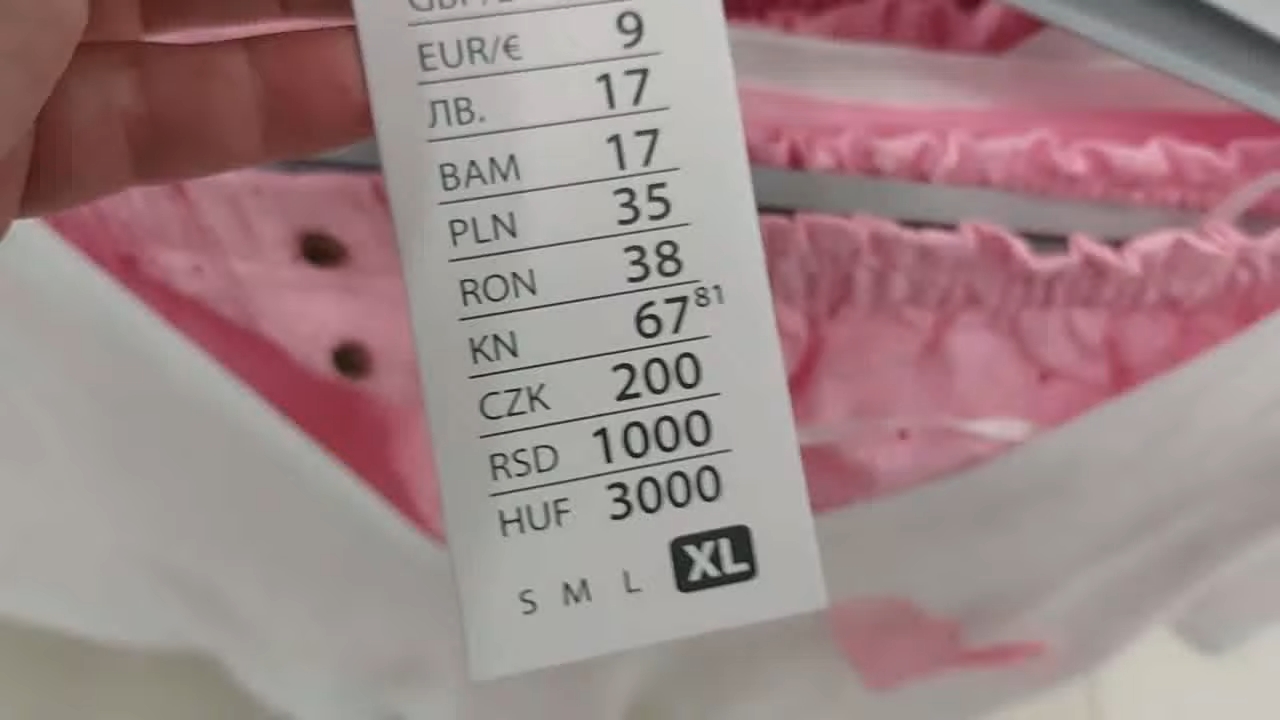 EUR/€ 9
ЛВ. 17
BAM 17
PLN 35
RON 38
KN 67⁸¹
CZK 200
RSD 1000
HUF 3000
S M L XL